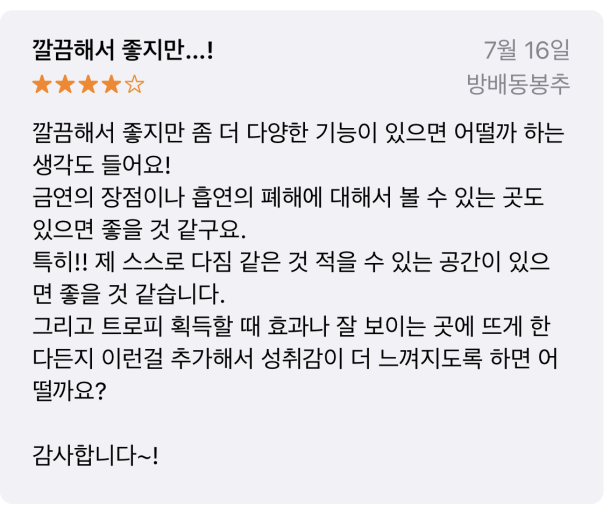 깔끔해서 좋지만...!
7월 16일
★★★★☆
방배동봉추
깔끔해서 좋지만 좀 더 다양한 기능이 있으면 어떨까 하는
생각도 들어요!
금연의 장점이나 흡연의 폐해에 대해서 볼 수 있는 곳도
있으면 좋을 것 같구요.
특히!! 제 스스로 다짐 같은 것 적을 수 있는 공간이 있으
면 좋을 것 같습니다.
그리고 트로피 획득할 때 효과나 잘 보이는 곳에 뜨게 한
다든지 이런걸 추가해서 성취감이 더 느껴지도록 하면 어
떨까요?
감사합니다~!